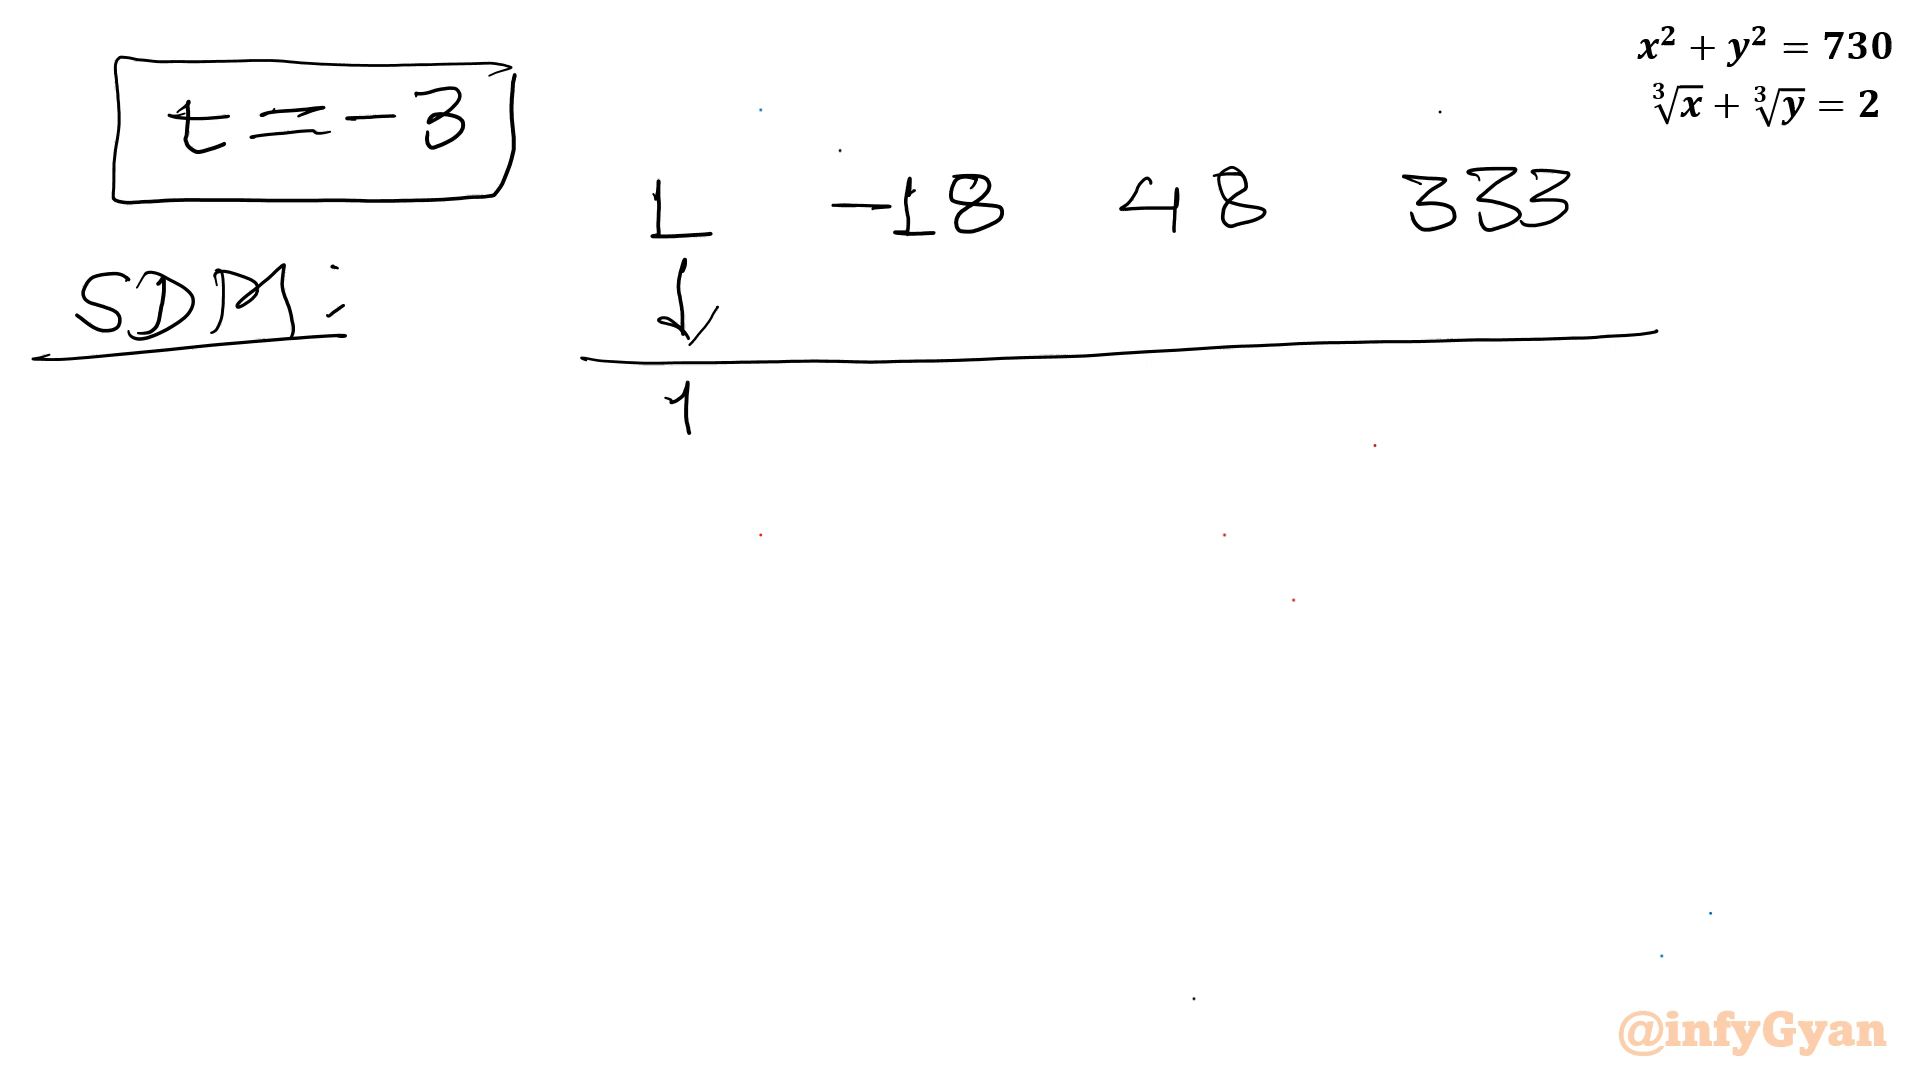 x² + y² = 730
∛x + ∛y = 2
t = -3
1 -18 48 333
SDM:
1
@infyGyan